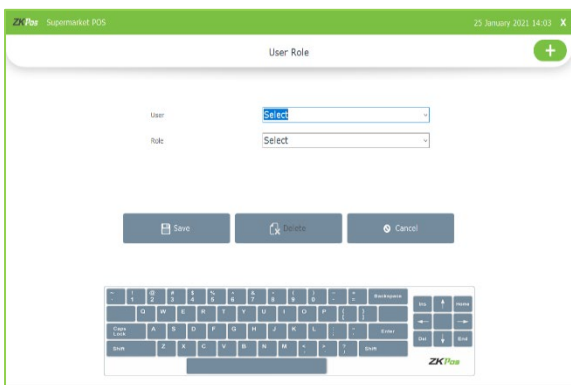 ZKPos Supermarket POS 25 January 2021 14:03 X
User Role
+
User Select
Role Select
Save Delete Cancel
Backspace
Q W E R T Y U I O P
Ins Home
Caps Lock A S D F G H J K L Enter
Shift Z X C V B N M Shift
Del End
ZKPos